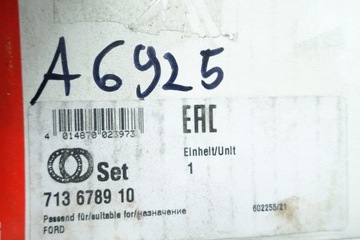 A 6925
4 014870 023973
EAC
Set
Einheit/Unit
1
713 6789 10
Passend für/suitable for/назначение
FORD
602255/21